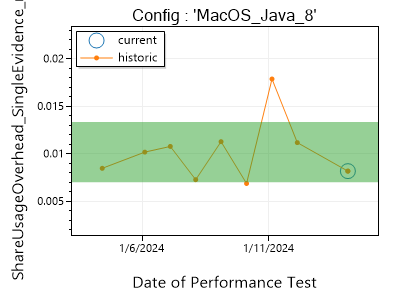 Config : 'MacOS_Java_8'
current
historic
ShareUsageOverhead_SingleEvidence_
0.02
0.015
0.01
0.005
1/6/2024
1/11/2024
Date of Performance Test